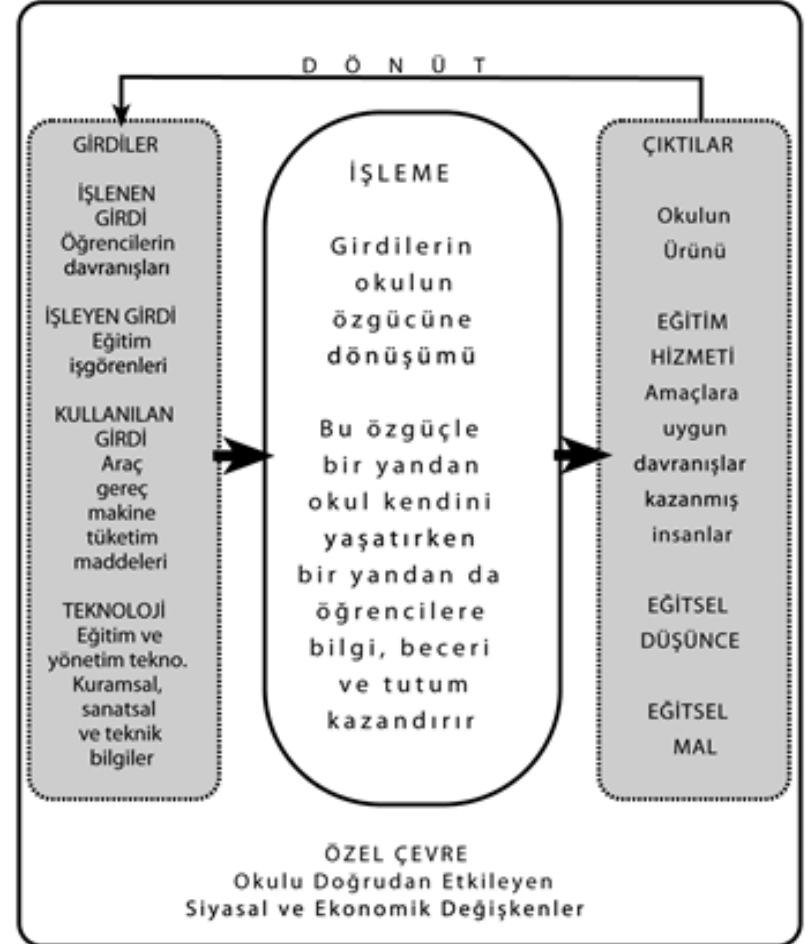 DÖNÜT
GİRDİLER
İŞLENEN
GİRDİ
Öğrencilerin
davranışları
İŞLEYEN GİRDİ
Eğitim
işgörenleri
KULLANILAN
GİRDİ
Araç
gereç
makine
tüketim
maddeleri
TEKNOLOJİ
Eğitim ve
yönetim tekno.
Kuramsal,
sanatsal
ve teknik
bilgiler
İŞLEME
Girdilerin
okulun
özgücüne
dönüşümü
Bu özgüçle
bir yandan
okul kendini
yaşatırken
bir yandan da
öğrencilere
bilgi, beceri
ve tutum
kazandırır
ÇIKTILAR
Okulun
Ürünü
EĞİTİM
HİZMETİ
Amaçlara
uygun
davranışlar
kazanmış
insanlar
EĞİTSEL
DÜŞÜNCE
EĞİTSEL
MAL
ÖZEL ÇEVRE
Okulu Doğrudan Etkileyen
Siyasal ve Ekonomik Değişkenler